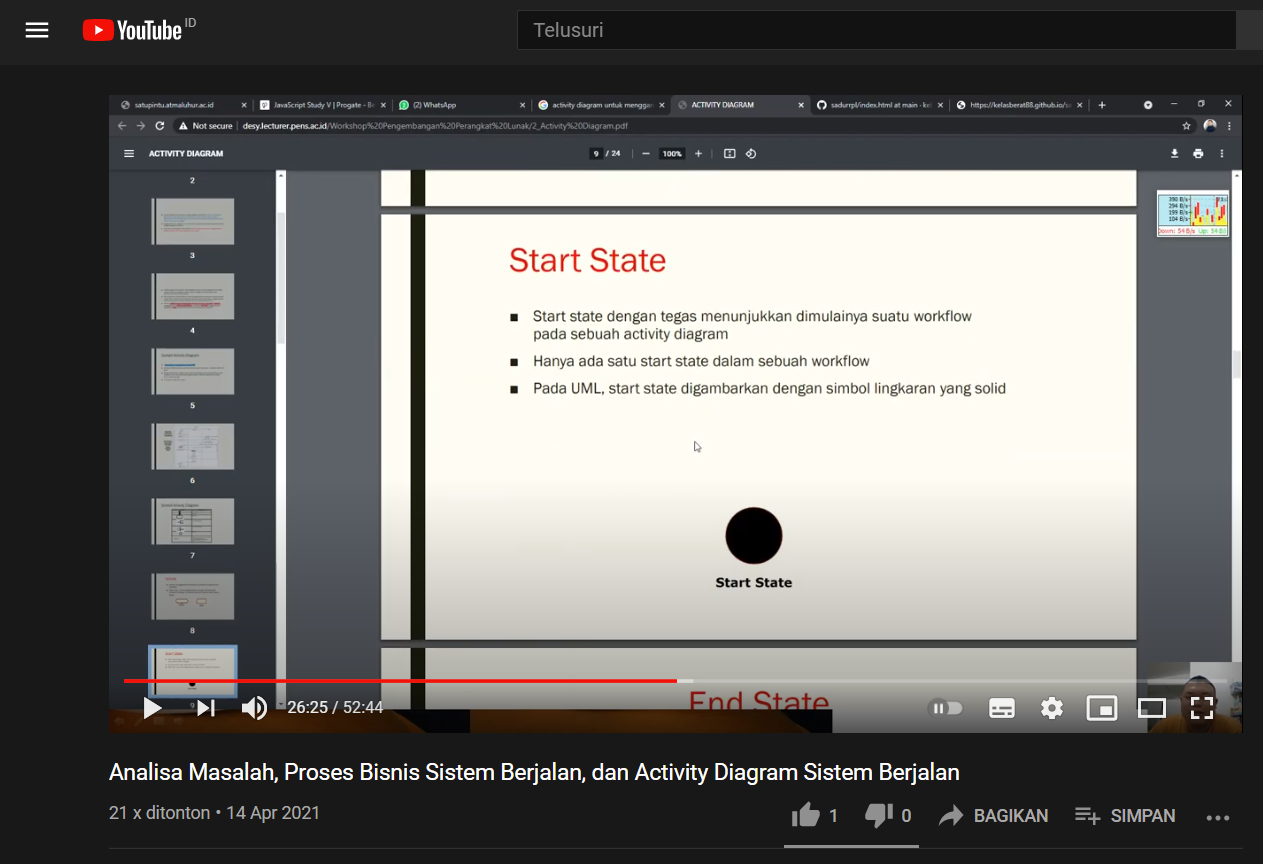 YouTube ID
Telusuri
satupintu.atmaluhur.ac.id
JavaScript Study V | Progate - Be
(2) WhatsApp
activity diagram untuk menggan
ACTIVITY DIAGRAM
sadurrpl/index.html at main · kel
https://kelasberat88.github.io/sa
Not secure | desy.lecturer.pens.ac.id/Workshop%20Pengembangan%20Perangkat%20Lunak/2_Activity%20Diagram.pdf
ACTIVITY DIAGRAM
9 / 24
100%
2
3
4
5
6
7
8
9
390 B/s
294 B/s
199 B/s
104 B/s
Down: 54 B/s Up: 54 B/s
Start State
■ Start state dengan tegas menunjukkan dimulainya suatu workflow
pada sebuah activity diagram
■ Hanya ada satu start state dalam sebuah workflow
■ Pada UML, start state digambarkan dengan simbol lingkaran yang solid
Start State
End State
26:25 / 52:44
Analisa Masalah, Proses Bisnis Sistem Berjalan, dan Activity Diagram Sistem Berjalan
21 x ditonton • 14 Apr 2021
1
0
BAGIKAN
SIMPAN